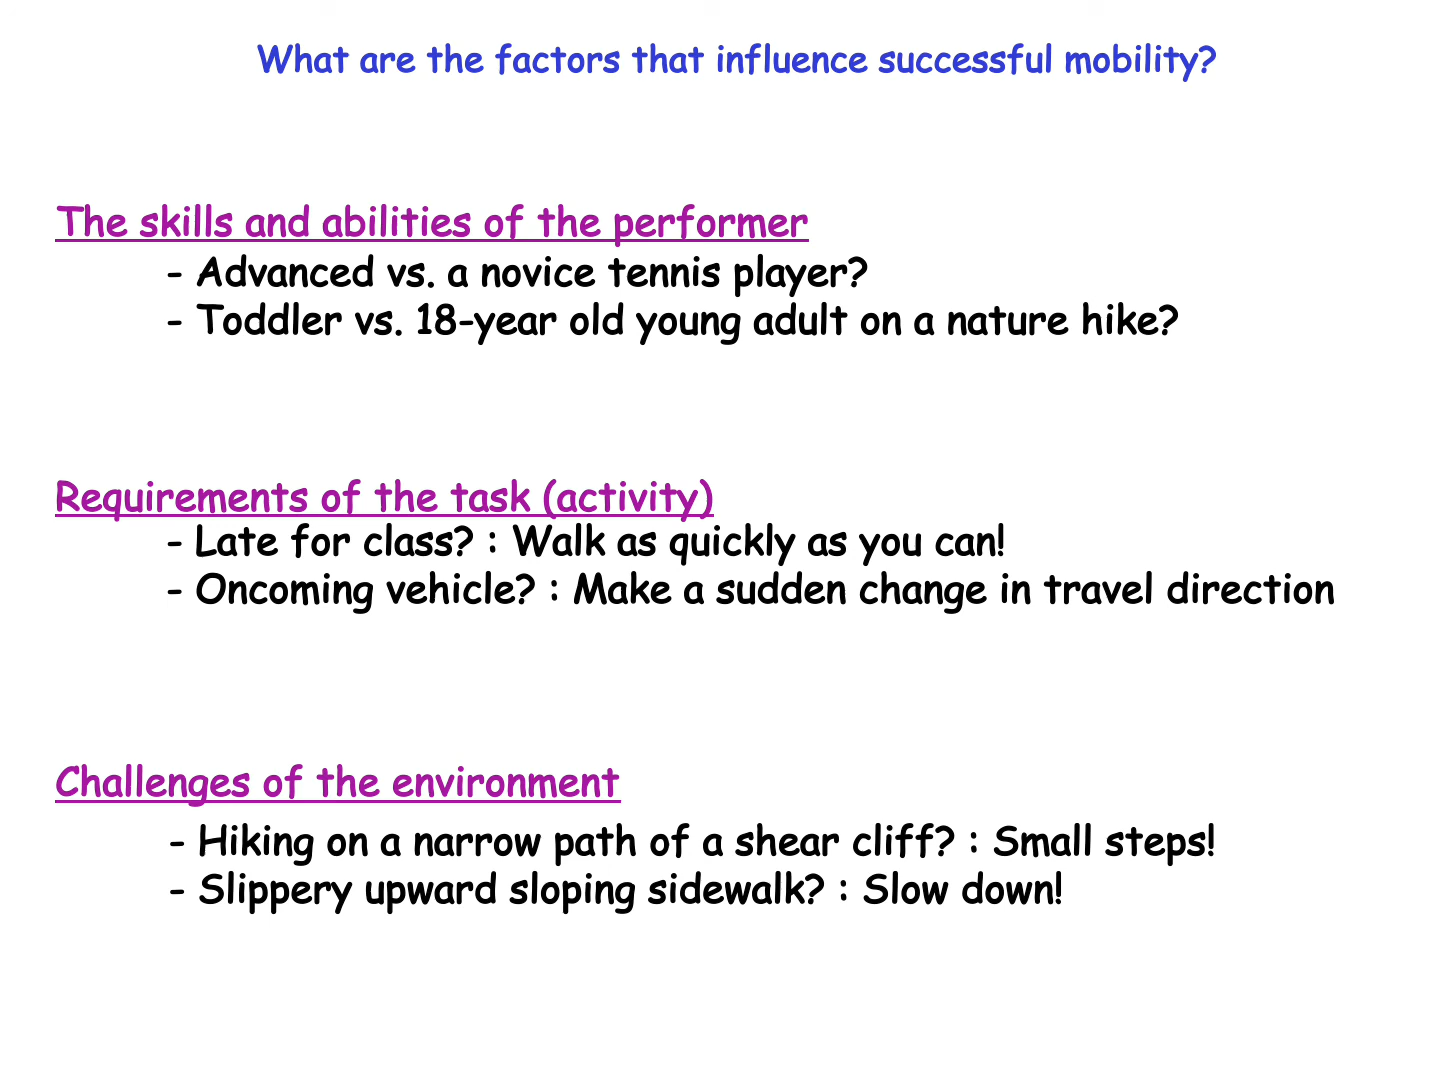 What are the factors that influence successful mobility?
The skills and abilities of the performer
- Advanced vs. a novice tennis player?
- Toddler vs. 18-year old young adult on a nature hike?
Requirements of the task (activity)
- Late for class? : Walk as quickly as you can!
- Oncoming vehicle? : Make a sudden change in travel direction
Challenges of the environment
- Hiking on a narrow path of a shear cliff? : Small steps!
- Slippery upward sloping sidewalk? : Slow down!